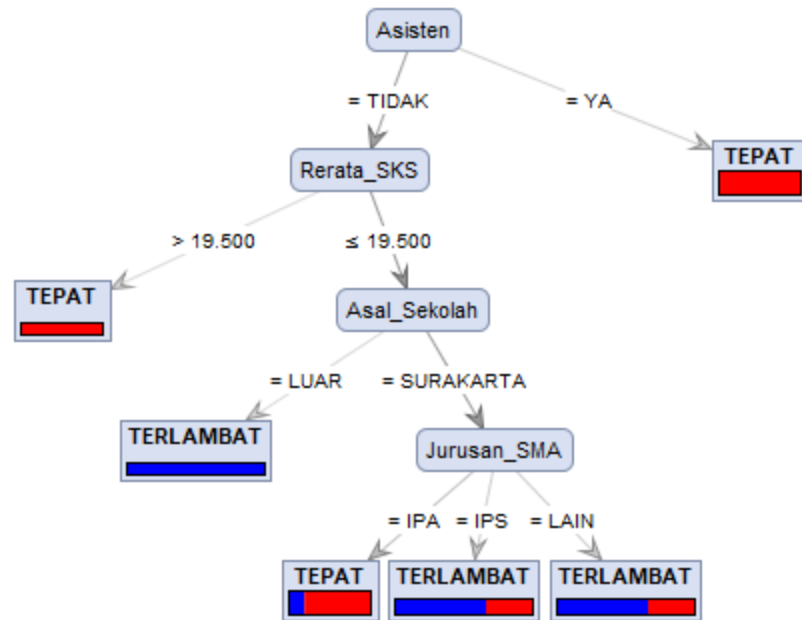 Asisten
= TIDAK
= YA
TEPAT
Rerata_SKS
> 19.500
≤ 19.500
TEPAT
Asal_Sekolah
= LUAR
= SURAKARTA
TERLAMBAT
Jurusan_SMA
= IPA
= IPS
= LAIN
TEPAT
TERLAMBAT
TERLAMBAT